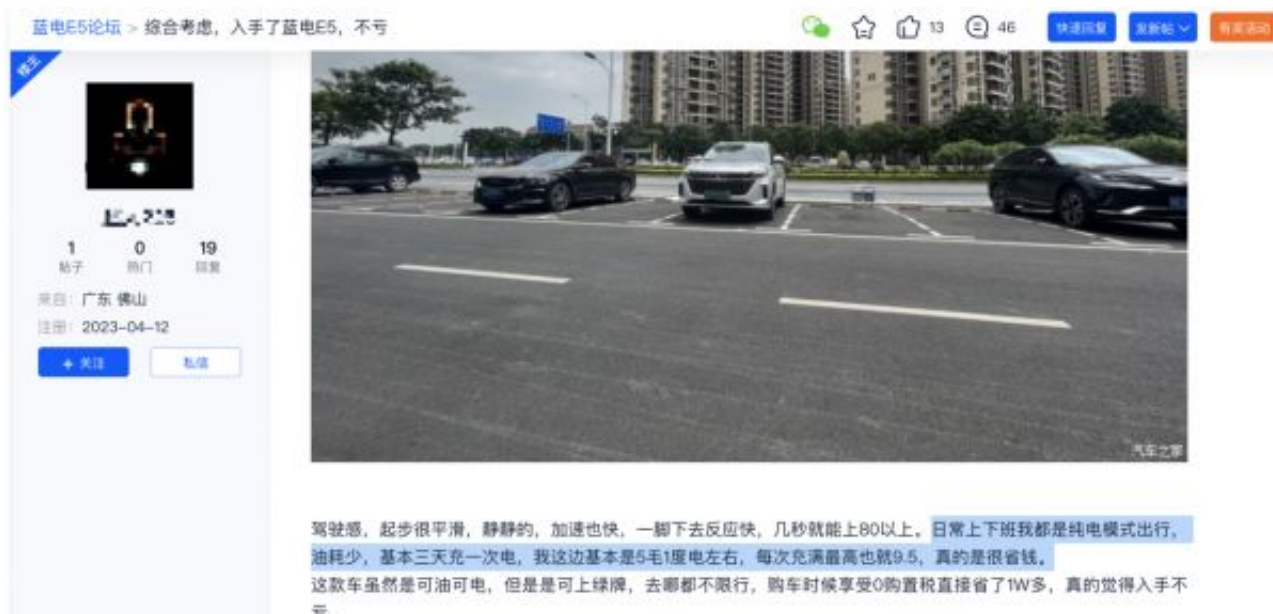 蓝电E5论坛 > 综合考虑，入手了蓝电E5，不亏
13
46
快速回复
发新帖
有奖活动
楼主
1
0
19
帖子
热门
回复
来自：广东 佛山
注册：2023-04-12
+ 关注
私信
汽车之家
驾驶感，起步很平滑，静静的，加速也快，一脚下去反应快，几秒就能上80以上。日常上下班我都是纯电模式出行，
油耗少，基本三天充一次电，我这边基本是5毛1度电左右，每次充满最高也就9.5，真的是很省钱。
这款车虽然是可油可电，但是是可上绿牌，去哪都不限行，购车时候享受0购置税直接省了1W多，真的觉得入手不
亏